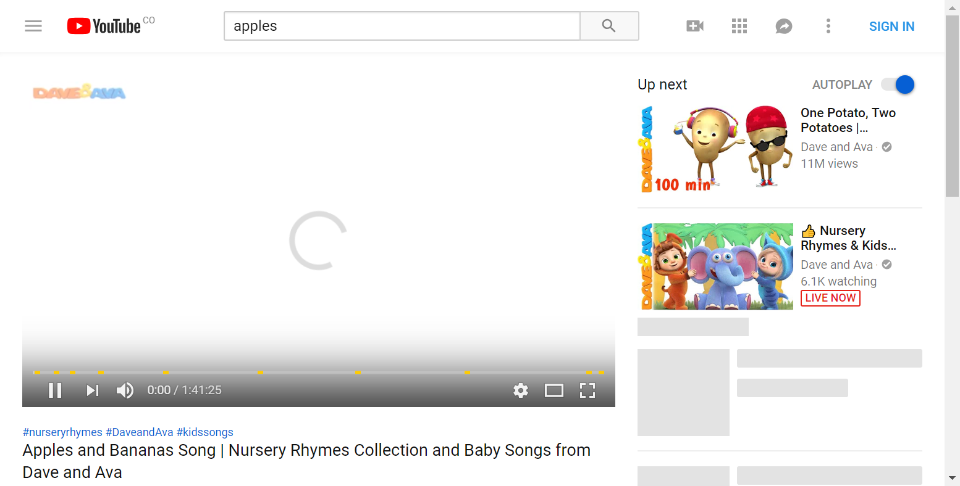 YouTube CO
apples
SIGN IN
DAVE&AVA
Up next
AUTOPLAY
DAVE&AVA
100 min
One Potato, Two
Potatoes |...
Dave and Ava
11M views
DAVE&AVA
👍 Nursery
Rhymes & Kids...
Dave and Ava
6.1K watching
LIVE NOW
0:00 / 1:41:25
#nurseryrhymes #DaveandAva #kidssongs
Apples and Bananas Song | Nursery Rhymes Collection and Baby Songs from
Dave and Ava